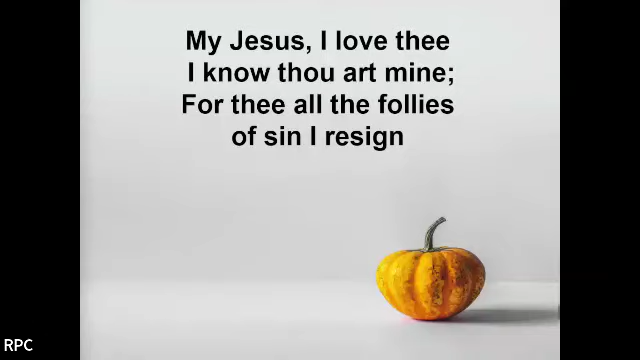 My Jesus, I love thee
I know thou art mine;
For thee all the follies
of sin I resign
RPC